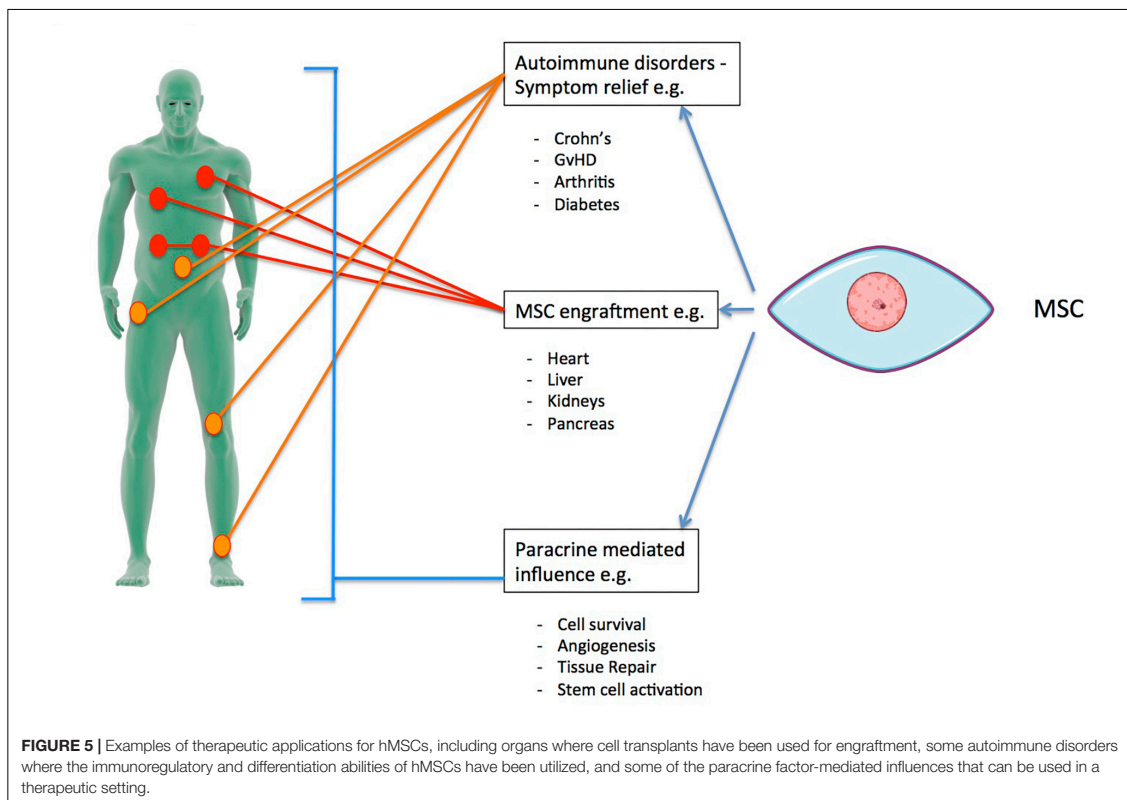 Autoimmune disorders -
Symptom relief e.g.
- Crohn's
- GvHD
- Arthritis
- Diabetes
MSC engraftment e.g.
- Heart
- Liver
- Kidneys
- Pancreas
MSC
Paracrine mediated
influence e.g.
- Cell survival
- Angiogenesis
- Tissue Repair
- Stem cell activation
FIGURE 5 | Examples of therapeutic applications for hMSCs, including organs where cell transplants have been used for engraftment, some autoimmune disorders
where the immunoregulatory and differentiation abilities of hMSCs have been utilized, and some of the paracrine factor-mediated influences that can be used in a
therapeutic setting.